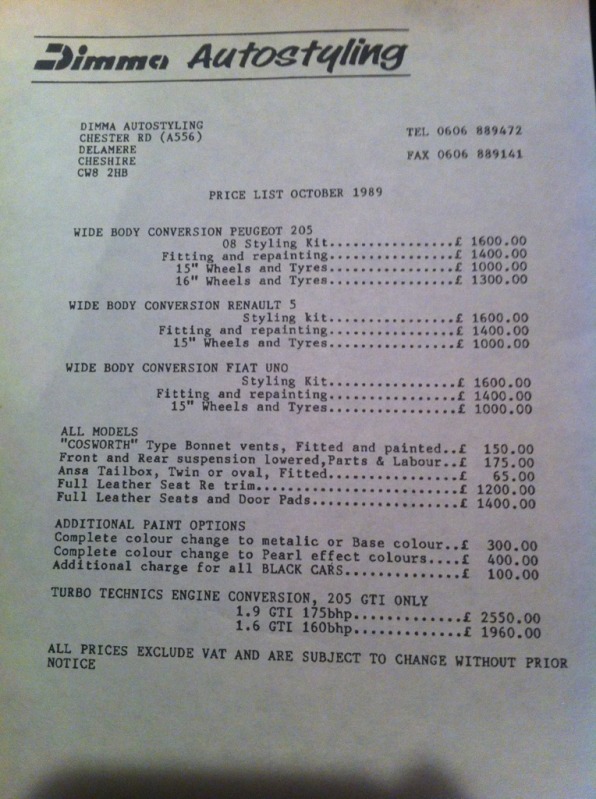 Dimma Autostyling
DIMMA AUTOSTYLING
CHESTER RD (A556)
DELAMERE
CHESHIRE
CW8 2HB
TEL 0606 889472
FAX 0606 889141
PRICE LIST OCTOBER 1989
WIDE BODY CONVERSION PEUGEOT 205
08 Styling Kit................£ 1600.00
Fitting and repainting................£ 1400.00
15" Wheels and Tyres................£ 1000.00
16" Wheels and Tyres................£ 1300.00
WIDE BODY CONVERSION RENAULT 5
Styling kit................£ 1600.00
Fitting and repainting................£ 1400.00
15" Wheels and Tyres................£ 1000.00
WIDE BODY CONVERSION FIAT UNO
Styling Kit................£ 1600.00
Fitting and repainting................£ 1400.00
15" Wheels and Tyres................£ 1000.00
ALL MODELS
"COSWORTH" Type Bonnet vents, Fitted and painted..£ 150.00
Front and Rear suspension lowered,Parts & Labour..£ 175.00
Ansa Tailbox, Twin or oval, Fitted................£ 65.00
Full Leather Seat Re trim.........................£ 1200.00
Full Leather Seats and Door Pads..................£ 1400.00
ADDITIONAL PAINT OPTIONS
Complete colour change to metalic or Base colour..£ 300.00
Complete colour change to Pearl effect colours....£ 400.00
Additional charge for all BLACK CARS..............£ 100.00
TURBO TECHNICS ENGINE CONVERSION, 205 GTI ONLY
1.9 GTI 175bhp.............£ 2550.00
1.6 GTI 160bhp.............£ 1960.00
ALL PRICES EXCLUDE VAT AND ARE SUBJECT TO CHANGE WITHOUT PRIOR
NOTICE